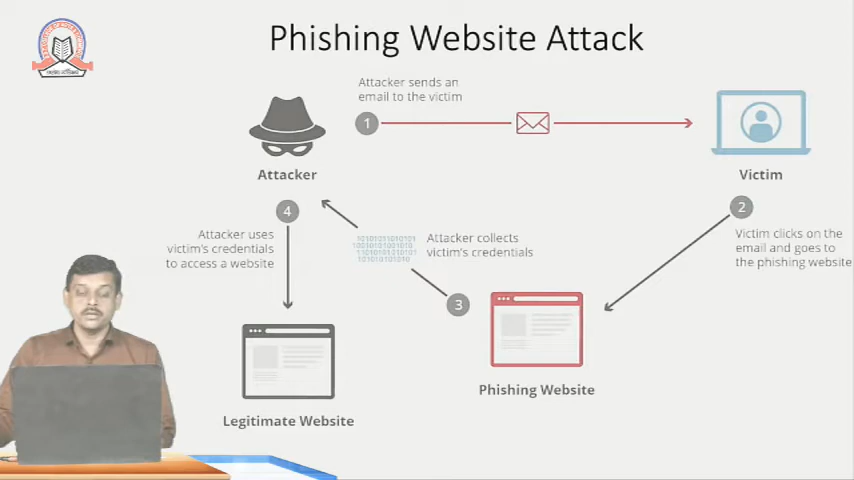 Phishing Website Attack
Attacker sends an
email to the victim
1
Attacker
Victim
4
2
Attacker uses
victim's credentials
to access a website
Attacker collects
victim's credentials
Victim clicks on the
email and goes to
the phishing website
3
Phishing Website
Legitimate Website